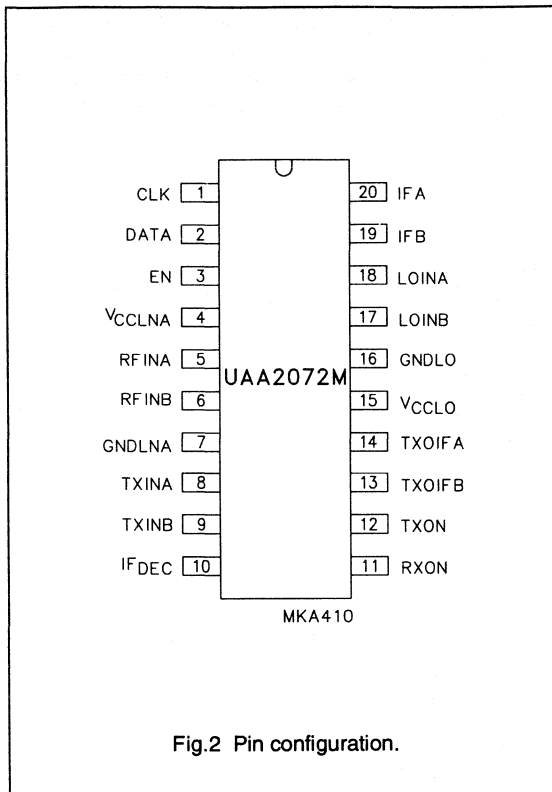 CLK 1
DATA 2
EN 3
VCCLNA 4
RFINA 5
RFINB 6
GNDLNA 7
TXINA 8
TXINB 9
IFDEC 10
UAA2072M
20 IFA
19 IFB
18 LOINA
17 LOINB
16 GNDLO
15 VCCLO
14 TXOIFA
13 TXOIFB
12 TXON
11 RXON
MKA410
Fig.2 Pin configuration.